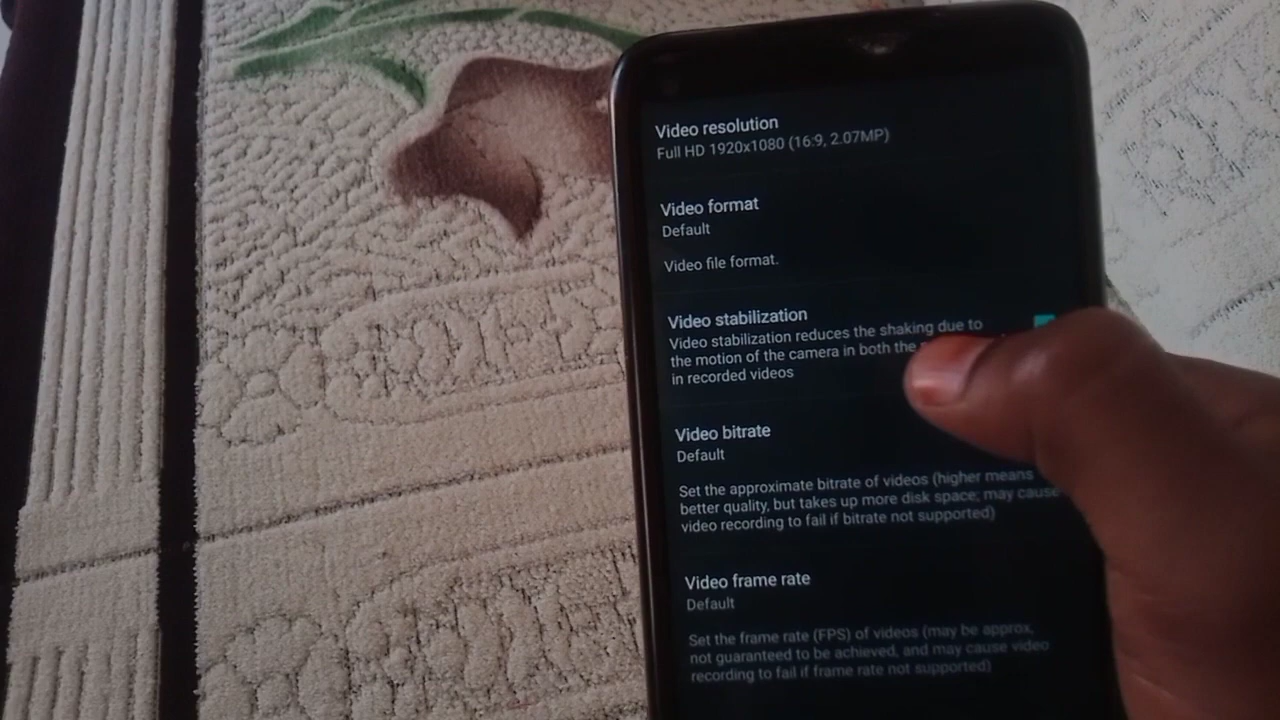 Video resolution
Full HD 1920x1080 (16:9, 2.07MP)
Video format
Default
Video file format.
Video stabilization
Video stabilization reduces the shaking due to
the motion of the camera in both the
in recorded videos
Video bitrate
Default
Set the approximate bitrate of videos (higher means
better quality, but takes up more disk space; may cause
video recording to fail if bitrate not supported)
Video frame rate
Default
Set the frame rate (FPS) of videos (may be approx,
not guaranteed to be achieved, and may cause video
recording to fail if frame rate not supported)